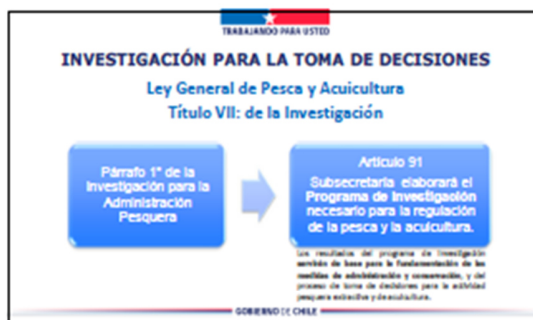 TRABAJANDO PARA USTED
INVESTIGACIÓN PARA LA TOMA DE DECISIONES
Ley General de Pesca y Acuicultura
Título VII: de la Investigación
Párrafo 1° de la
Investigación para la
Administración
Pesquera
Artículo 91
Subsecretaría elaborará el
Programa de Investigación
necesario para la regulación
de la pesca y la acuicultura.
Los resultados del programa de investigación
servirán de base para la fundamentación de las
medidas de administración y conservación, y del
proceso de toma de decisiones para la actividad
pesquera extractiva y de acuicultura.
GOBIERNO DE CHILE